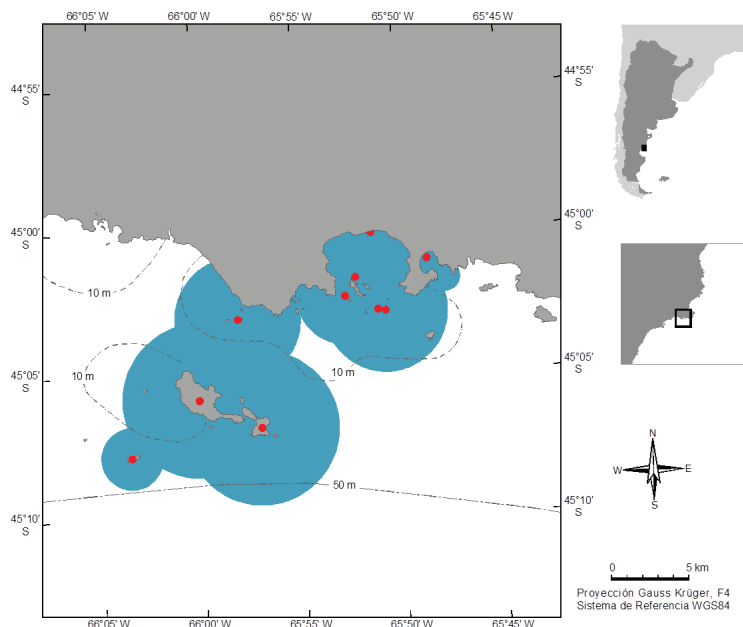 66°05' W
66°00' W
65°55' W
65°50' W
65°45' W
44°55'
S
44°55'
S
45°00'
S
45°00'
S
10 m
45°05'
S
45°05'
S
10 m
10 m
50 m
45°10'
S
45°10'
S
66°05' W
66°00' W
65°55' W
65°50' W
65°45' W
N
W
E
S
0
5 km
Proyección Gauss Krüger, F4
Sistema de Referencia WGS84